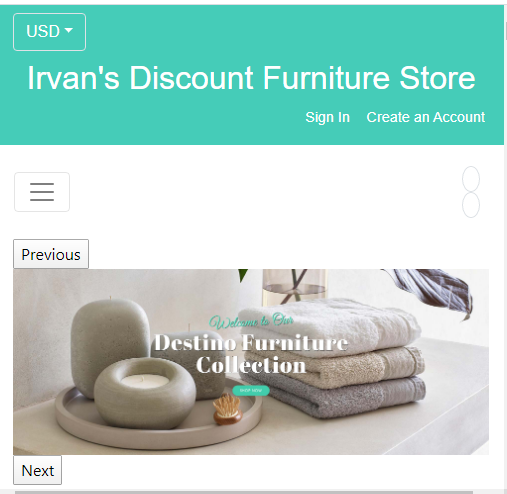 USD
Irvan's Discount Furniture Store
Sign In Create an Account
Previous
Welcome to Our
Destino Furniture
Collection
SHOP NOW
Next